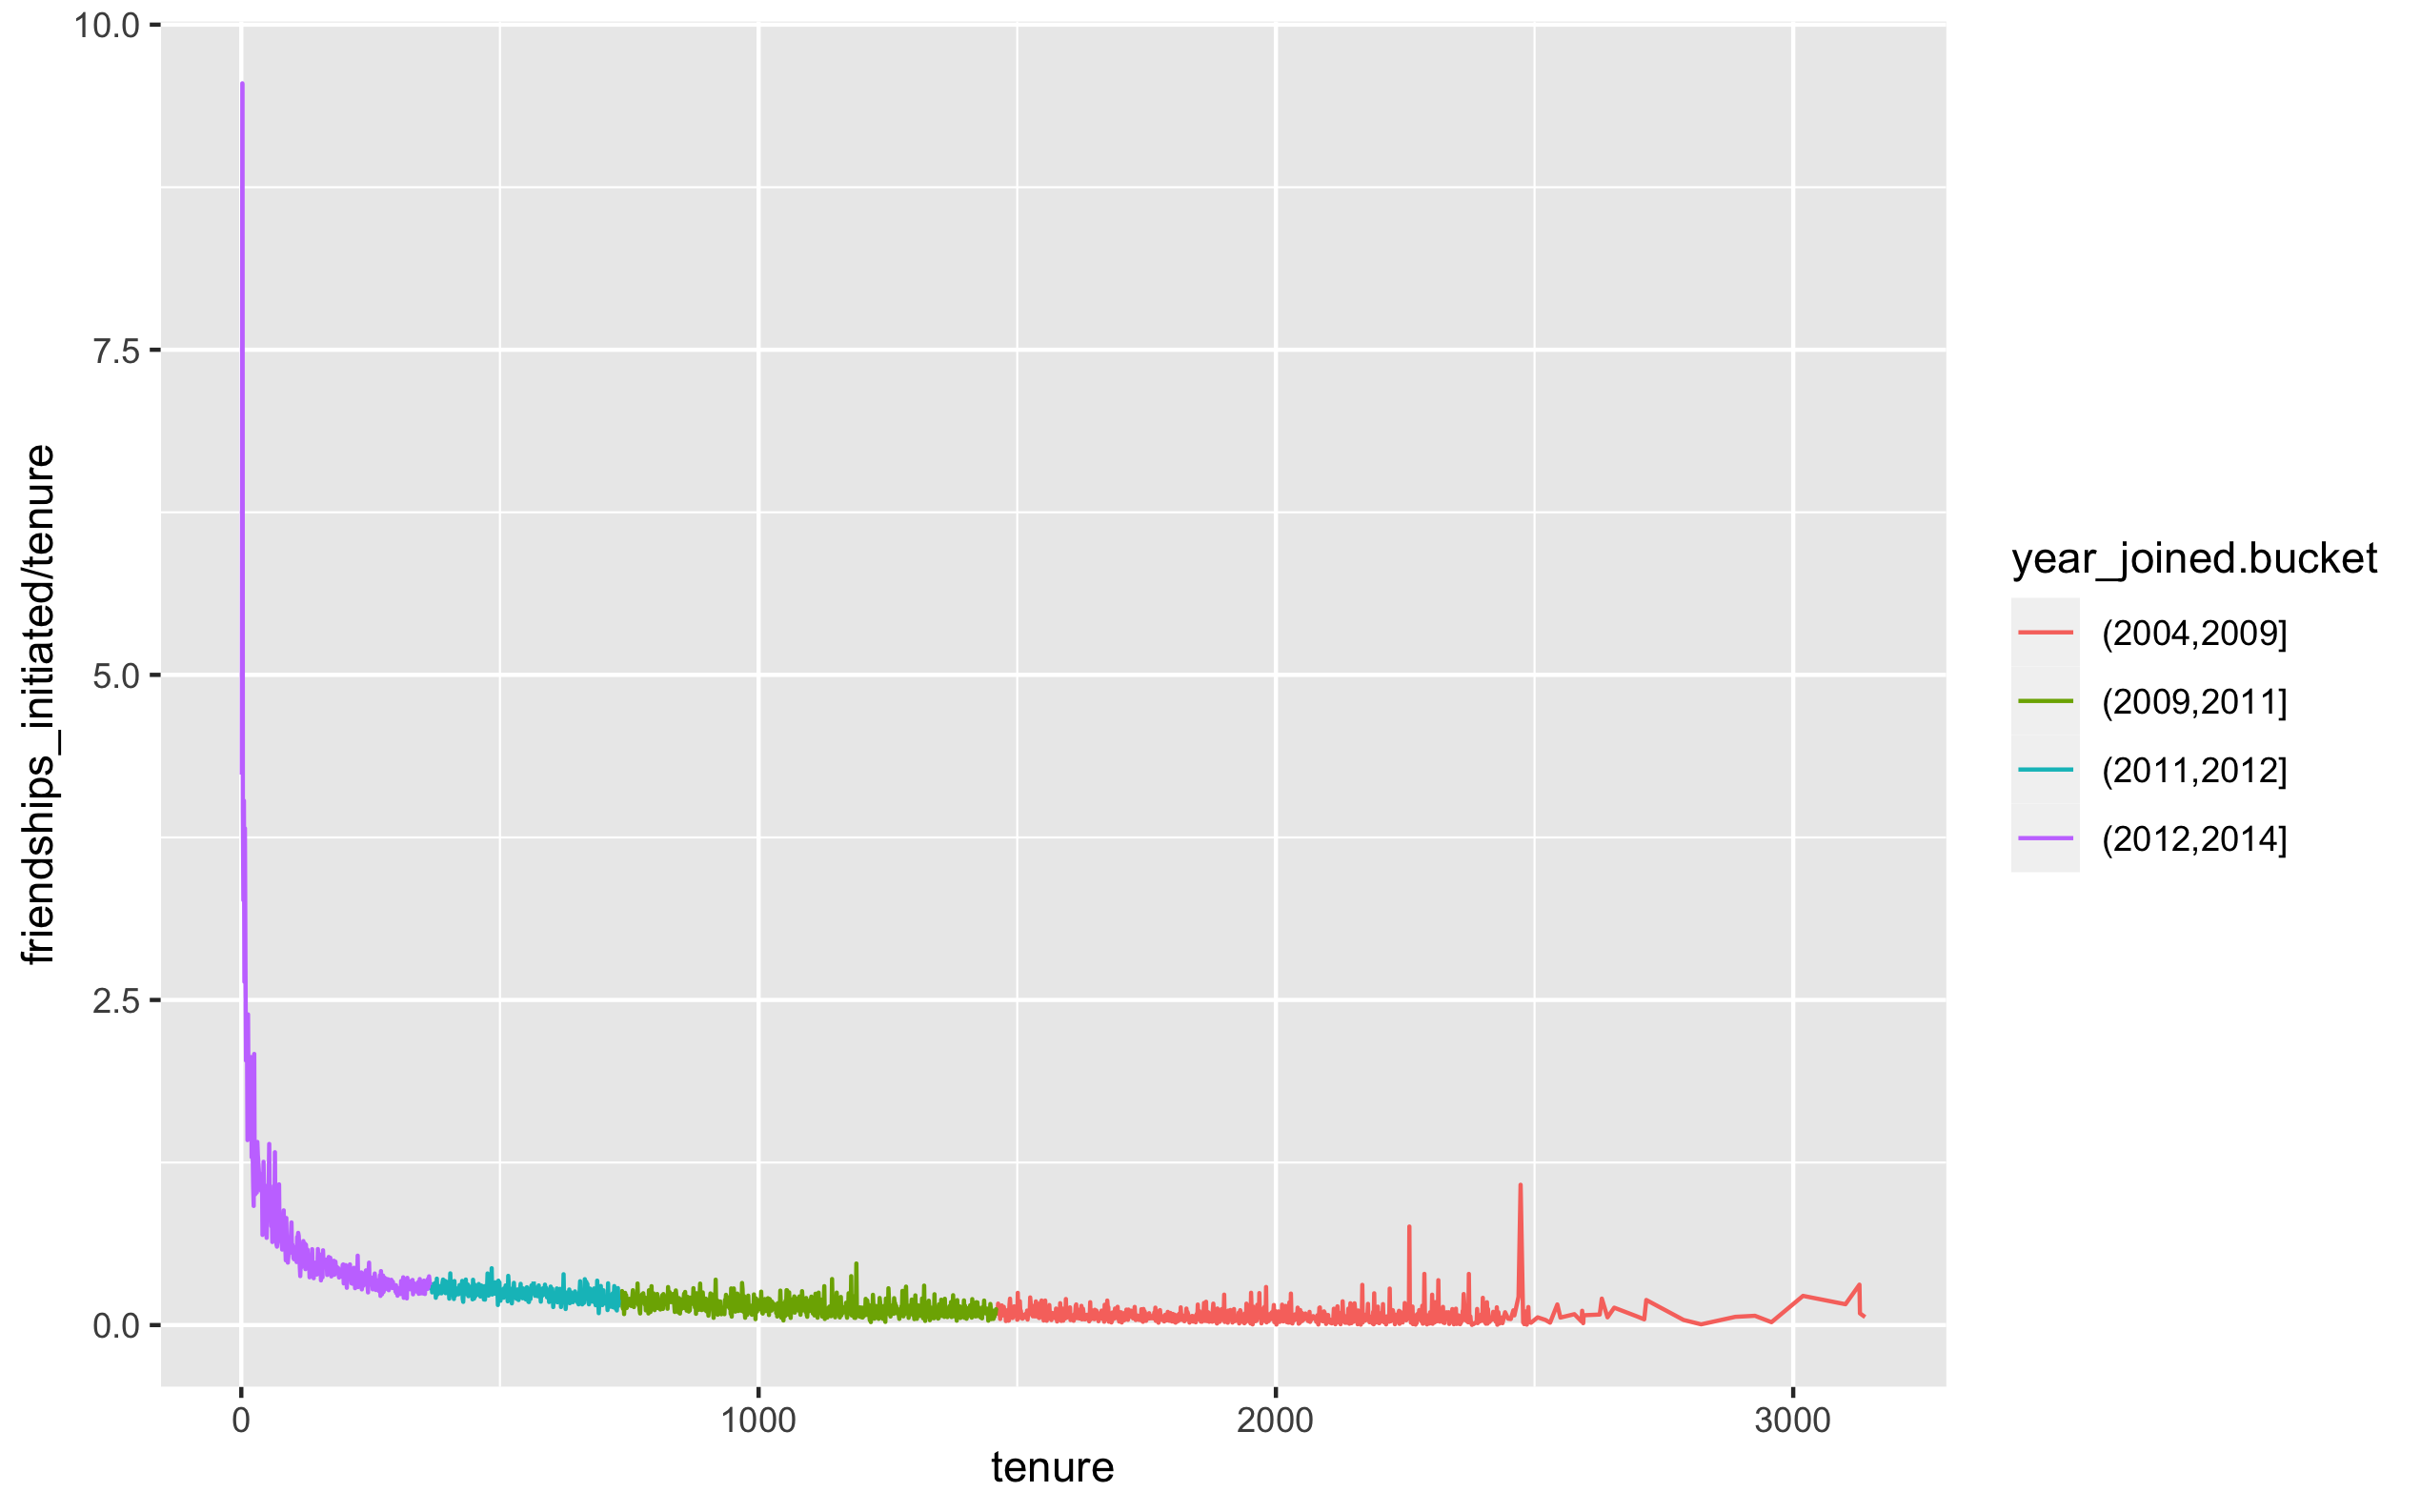 10.0
7.5
5.0
2.5
0.0
friendships_initiated/tenure
0 1000 2000 3000
tenure
year_joined.bucket
(2004,2009]
(2009,2011]
(2011,2012]
(2012,2014]